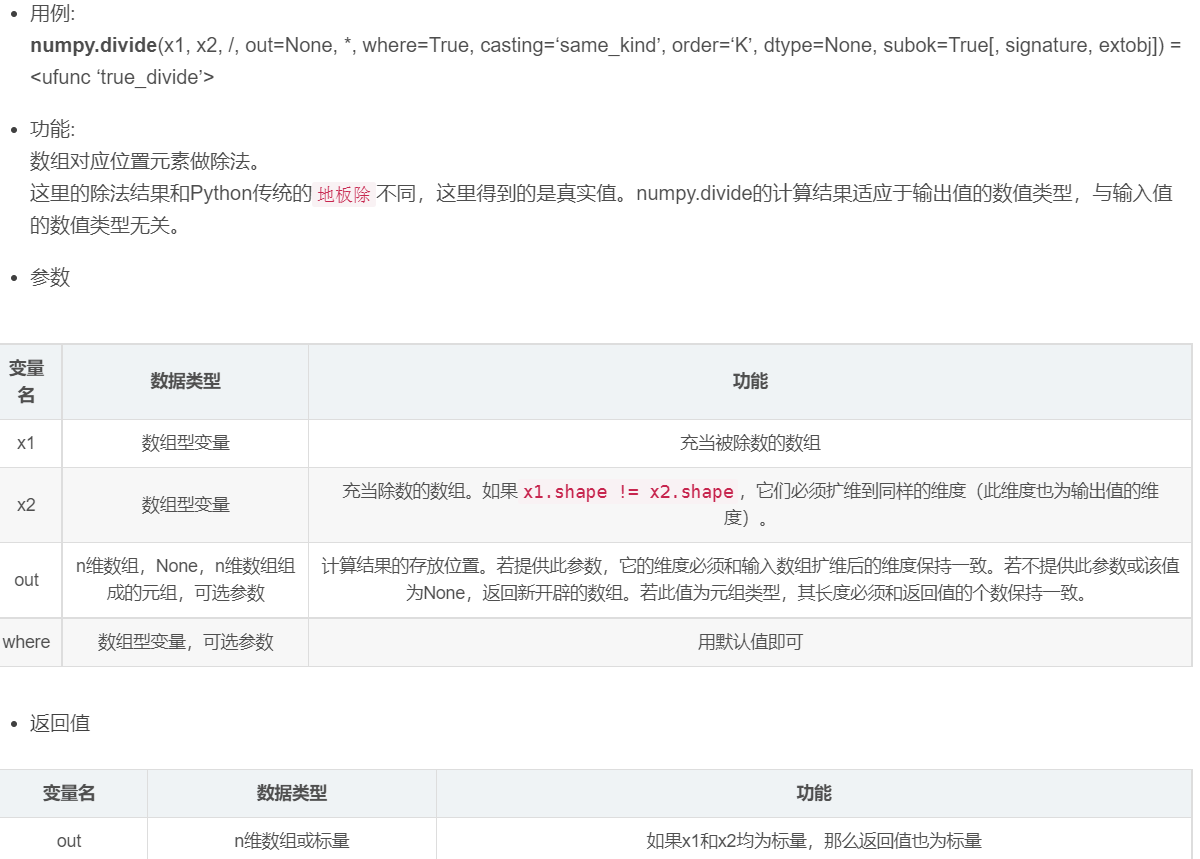 用例:
numpy.divide(x1, x2, /, out=None, *, where=True, casting=‘same_kind’, order=‘K’, dtype=None, subok=True[, signature, extobj]) =
<ufunc ‘true_divide’>
功能:
数组对应位置元素做除法。
这里的除法结果和Python传统的 地板除 不同，这里得到的是真实值。numpy.divide的计算结果适应于输出值的数值类型，与输入值
的数值类型无关。
参数
变量
名
数据类型
功能
x1
数组型变量
充当被除数的数组
x2
数组型变量
充当除数的数组。如果 x1.shape != x2.shape ，它们必须扩维到同样的维度（此维度也为输出值的维
度）。
out
n维数组，None，n维数组组
成的元组，可选参数
计算结果的存放位置。若提供此参数，它的维度必须和输入数组扩维后的维度保持一致。若不提供此参数或该值
为None，返回新开辟的数组。若此值为元组类型，其长度必须和返回值的个数保持一致。
where
数组型变量，可选参数
用默认值即可
返回值
变量名
数据类型
功能
out
n维数组或标量
如果x1和x2均为标量，那么返回值也为标量